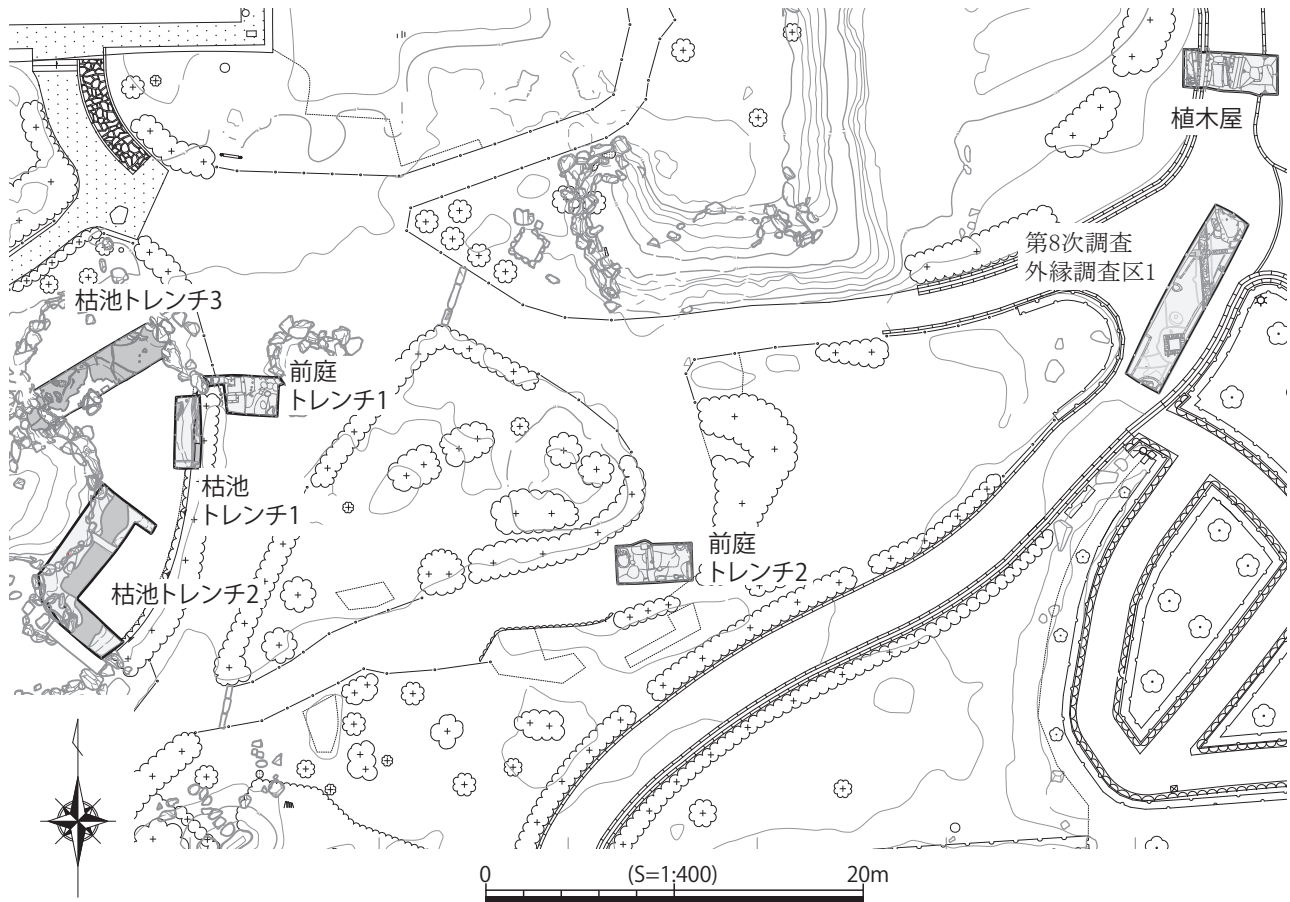 植木屋
第8次調査
外縁調査区1
枯池トレンチ3
前庭
トレンチ1
枯池
トレンチ1
前庭
トレンチ2
枯池トレンチ2
0 (S=1:400) 20m